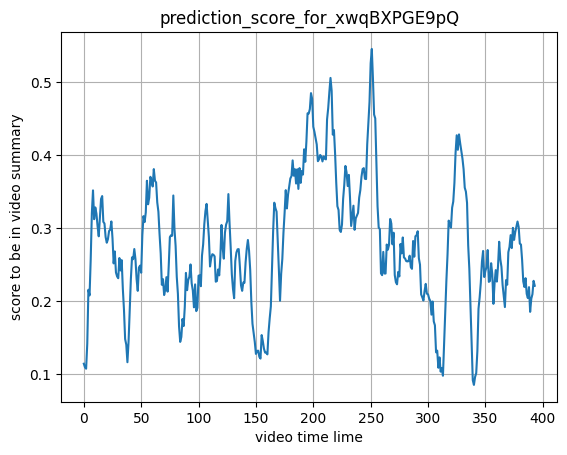 prediction_score_for_xwqBXPGE9pQ
score to be in video summary
0.5
0.4
0.3
0.2
0.1
0 50 100 150 200 250 300 350 400
video time lime